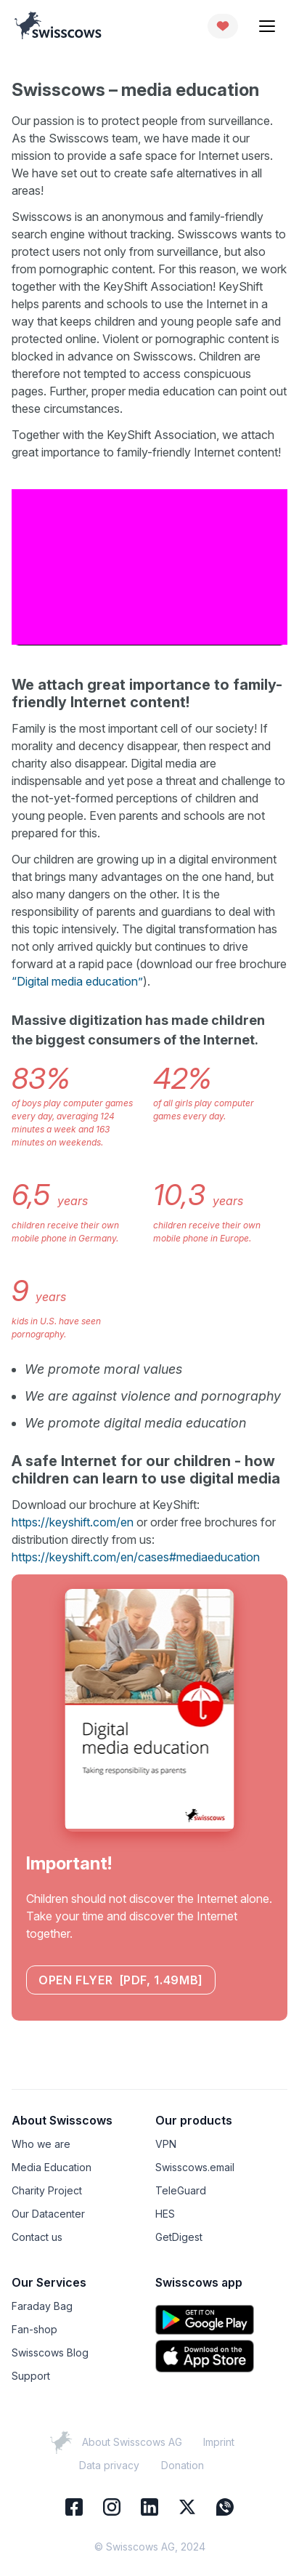 swisscows
Swisscows – media education
Our passion is to protect people from surveillance.
As the Swisscows team, we have made it our
mission to provide a safe space for Internet users.
We have set out to create safe alternatives in all
areas!
Swisscows is an anonymous and family-friendly
search engine without tracking. Swisscows wants to
protect users not only from surveillance, but also
from pornographic content. For this reason, we work
together with the KeyShift Association! KeyShift
helps parents and schools to use the Internet in a
way that keeps children and young people safe and
protected online. Violent or pornographic content is
blocked in advance on Swisscows. Children are
therefore not tempted to access conspicuous
pages. Further, proper media education can point out
these circumstances.
Together with the KeyShift Association, we attach
great importance to family-friendly Internet content!
We attach great importance to family-
friendly Internet content!
Family is the most important cell of our society! If
morality and decency disappear, then respect and
charity also disappear. Digital media are
indispensable and yet pose a threat and challenge to
the not-yet-formed perceptions of children and
young people. Even parents and schools are not
prepared for this.
Our children are growing up in a digital environment
that brings many advantages on the one hand, but
also many dangers on the other. It is the
responsibility of parents and guardians to deal with
this topic intensively. The digital transformation has
not only arrived quickly but continues to drive
forward at a rapid pace (download our free brochure
“Digital media education”).
Massive digitization has made children
the biggest consumers of the Internet.
83%
of boys play computer games
every day, averaging 124
minutes a week and 163
minutes on weekends.
42%
of all girls play computer
games every day.
6,5 years
children receive their own
mobile phone in Germany.
10,3 years
children receive their own
mobile phone in Europe.
9 years
kids in U.S. have seen
pornography.
• We promote moral values
• We are against violence and pornography
• We promote digital media education
A safe Internet for our children - how
children can learn to use digital media
Download our brochure at KeyShift:
https://keyshift.com/en or order free brochures for
distribution directly from us:
https://keyshift.com/en/cases#mediaeducation
Digital
media education
Taking responsibility as parents
swisscows
Important!
Children should not discover the Internet alone.
Take your time and discover the Internet
together.
OPEN FLYER [PDF, 1.49MB]
About Swisscows
Who we are
Media Education
Charity Project
Our Datacenter
Contact us
Our products
VPN
Swisscows.email
TeleGuard
HES
GetDigest
Our Services
Faraday Bag
Fan-shop
Swisscows Blog
Support
Swisscows app
GET IT ON
Google Play
Download on the
App Store
About Swisscows AG Imprint
Data privacy Donation
© Swisscows AG, 2024